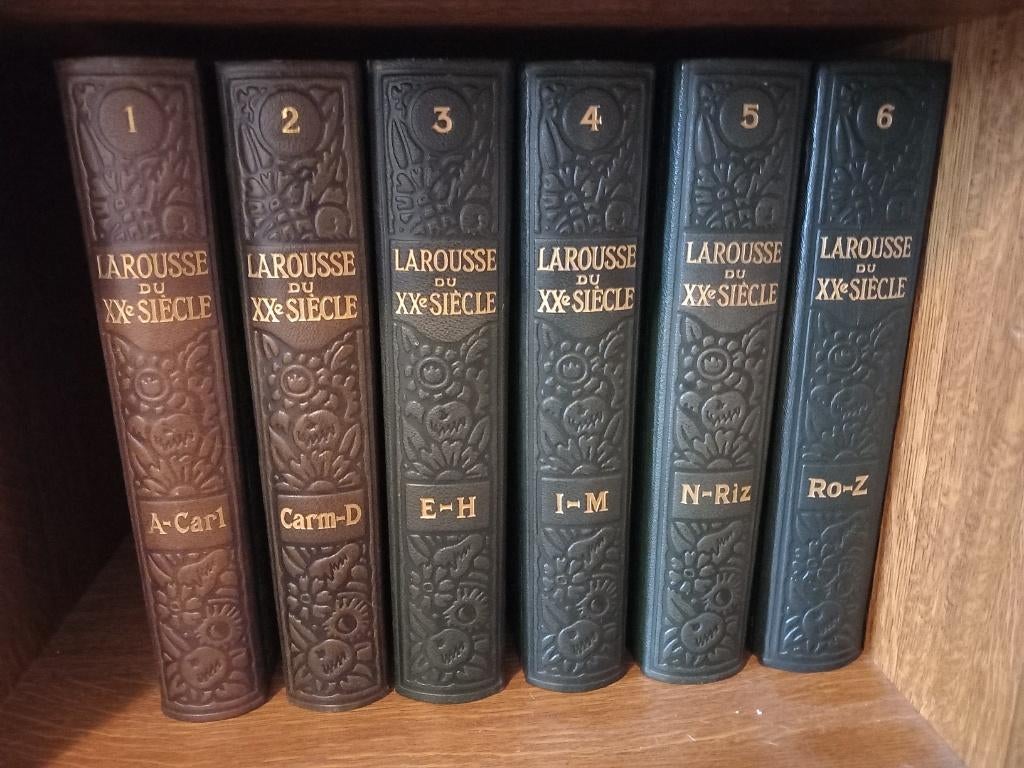 1
LAROUSSE
DU
XXe SIÈCLE
A-Carl
2
LAROUSSE
DU
XXe SIÈCLE
Carm-D
3
LAROUSSE
DU
XXe SIÈCLE
E-H
4
LAROUSSE
DU
XXe SIÈCLE
I-M
5
LAROUSSE
DU
XXe SIÈCLE
N-Riz
6
LAROUSSE
DU
XXe SIÈCLE
Ro-Z